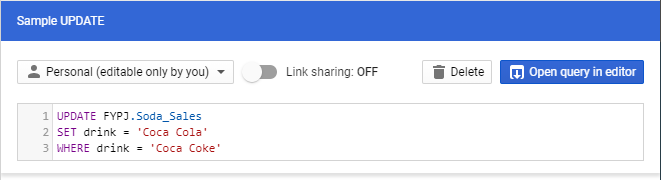 Sample UPDATE
Personal (editable only by you)
Link sharing: OFF
Delete
Open query in editor
1 UPDATE FYPJ.Soda_Sales
2 SET drink = 'Coca Cola'
3 WHERE drink = 'Coca Coke'